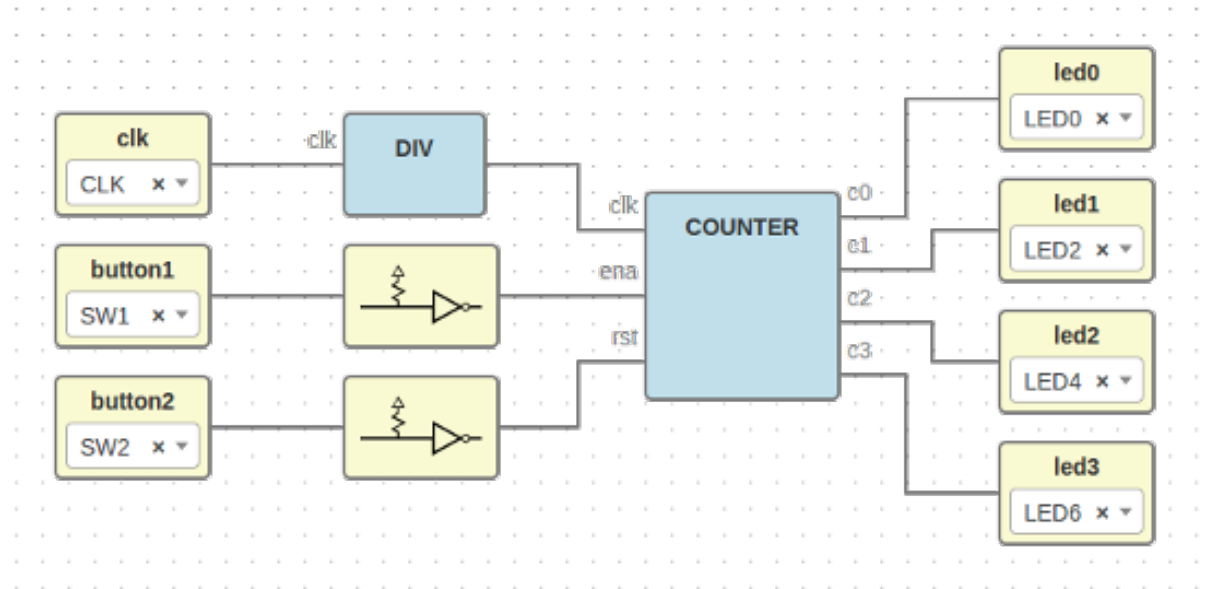 clk
CLK × ▾
clk
DIV
button1
SW1 × ▾
button2
SW2 × ▾
clk
ena
rst
COUNTER
c0
c1
c2
c3
led0
LED0 × ▾
led1
LED2 × ▾
led2
LED4 × ▾
led3
LED6 × ▾